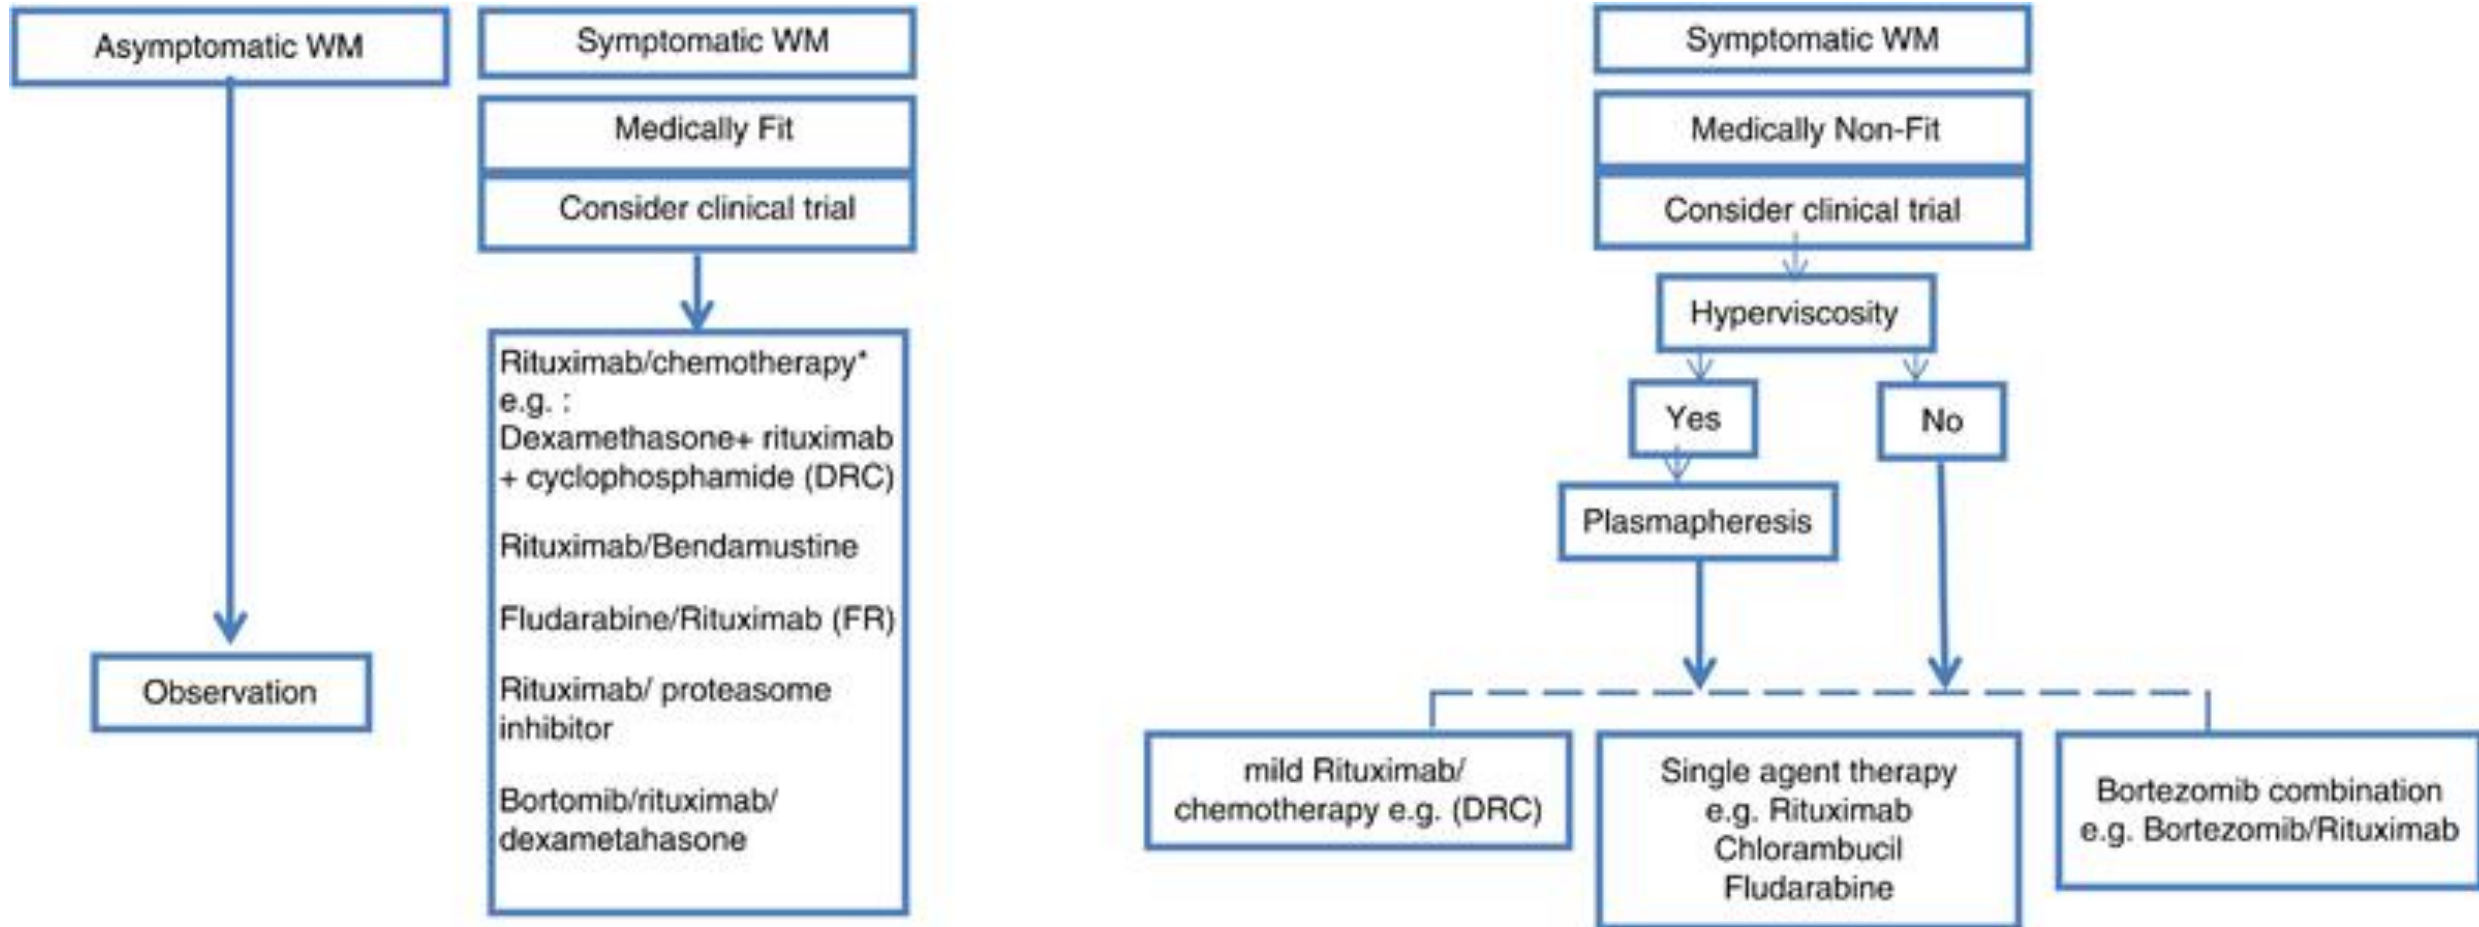 Asymptomatic WM
Observation
Symptomatic WM
Medically Fit
Consider clinical trial
Rituximab/chemotherapy*
e.g. :
Dexamethasone+ rituximab
+ cyclophosphamide (DRC)
Rituximab/Bendamustine
Fludarabine/Rituximab (FR)
Rituximab/ proteasome
inhibitor
Bortomib/rituximab/
dexametahasone
Symptomatic WM
Medically Non-Fit
Consider clinical trial
Hyperviscosity
Yes
No
Plasmapheresis
mild Rituximab/
chemotherapy e.g. (DRC)
Single agent therapy
e.g. Rituximab
Chlorambucil
Fludarabine
Bortezomib combination
e.g. Bortezomib/Rituximab